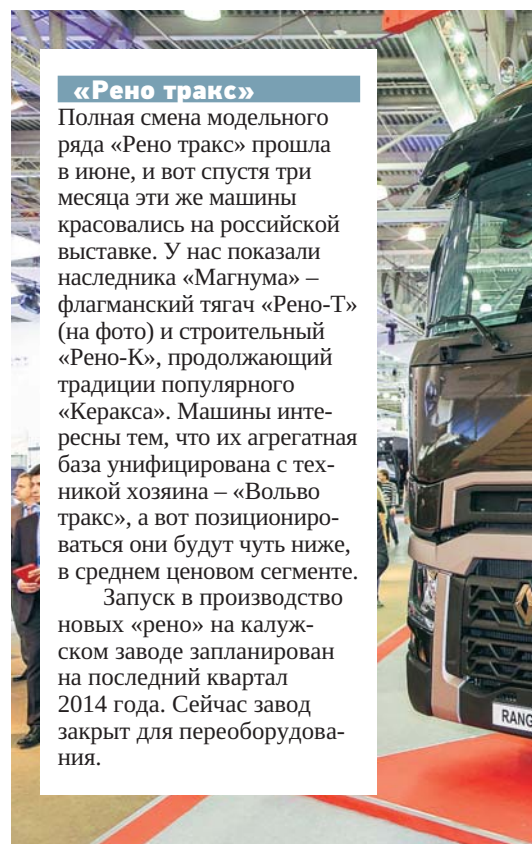 «Рено тракс»
Полная смена модельного
ряда «Рено тракс» прошла
в июне, и вот спустя три
месяца эти же машины
красовались на российской
выставке. У нас показали
наследника «Магнума» –
флагманский тягач «Рено-Т»
(на фото) и строительный
«Рено-К», продолжающий
традиции популярного
«Керакса». Машины инте-
ресны тем, что их агрегатная
база унифицирована с тех-
никой хозяина – «Вольво
тракс», а вот позициониро-
ваться они будут чуть ниже,
в среднем ценовом сегменте.
Запуск в производство
новых «рено» на калуж-
ском заводе запланирован
на последний квартал
2014 года. Сейчас завод
закрыт для переоборудова-
ния.
RANG